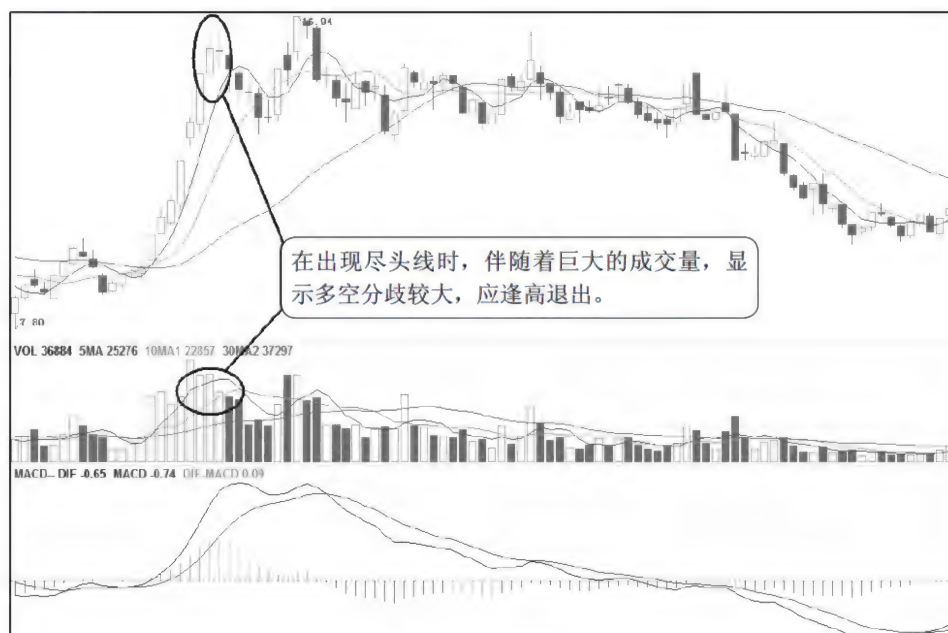 16.94
在出现尽头线时，伴随着巨大的成交量，显
示多空分歧较大，应逢高退出。
7.80
VOL 36884 5MA 25276 10MA1 22857 30MA2 37297
MACD-- DIF -0.65 MACD -0.74 DIF-MACD 0.09